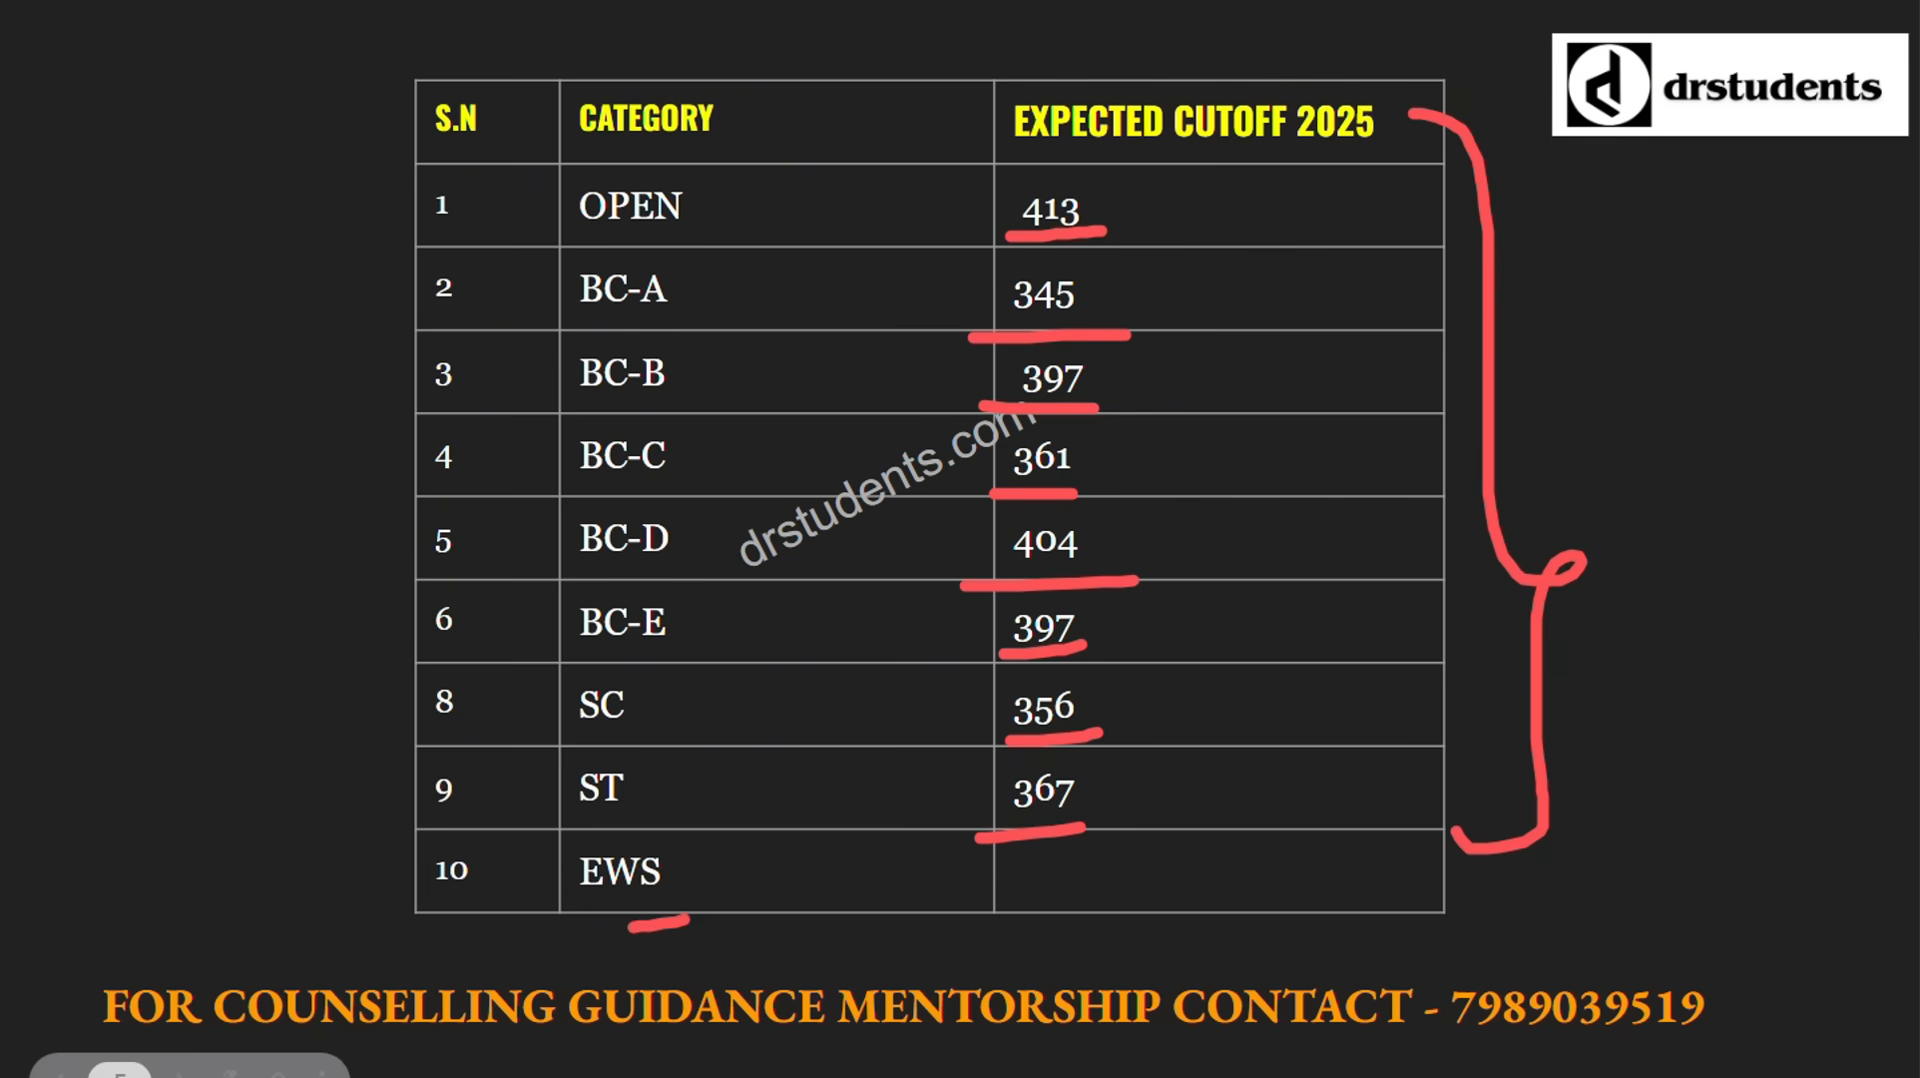 drstudents
S.N CATEGORY EXPECTED CUTOFF 2025
1 OPEN 413
2 BC-A 345
3 BC-B 397
4 BC-C 361
5 BC-D 404
6 BC-E 397
8 SC 356
9 ST 367
10 EWS
drstudents.com
FOR COUNSELLING GUIDANCE MENTORSHIP CONTACT - 7989039519